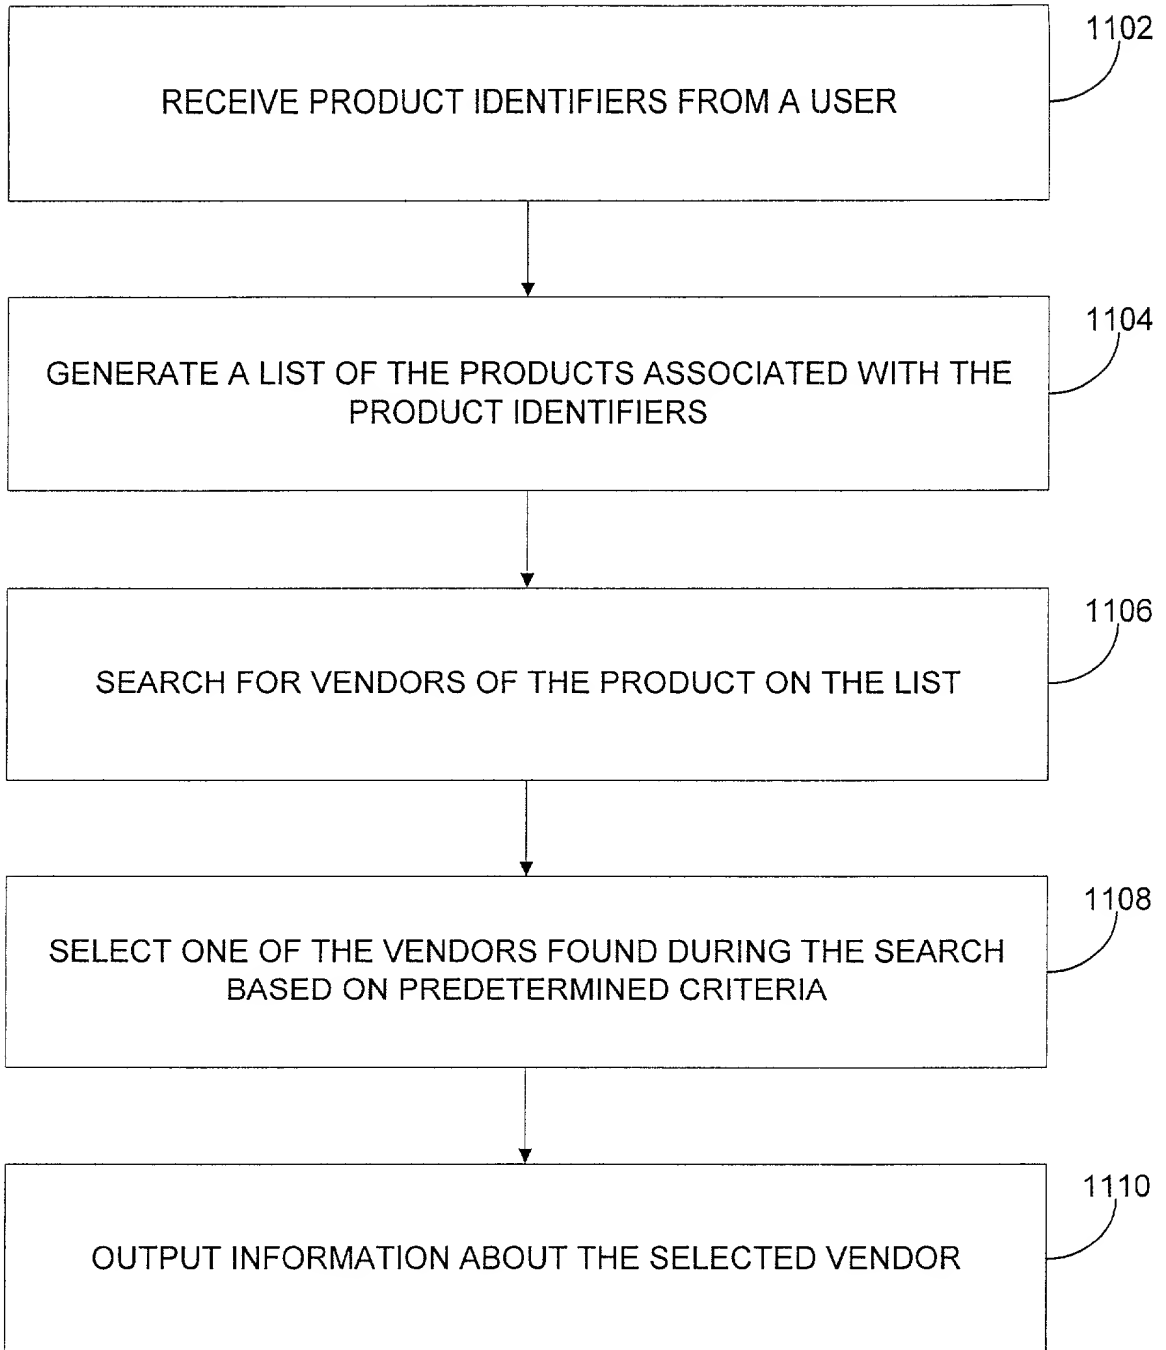 1102
RECEIVE PRODUCT IDENTIFIERS FROM A USER
1104
GENERATE A LIST OF THE PRODUCTS ASSOCIATED WITH THE
PRODUCT IDENTIFIERS
1106
SEARCH FOR VENDORS OF THE PRODUCT ON THE LIST
1108
SELECT ONE OF THE VENDORS FOUND DURING THE SEARCH
BASED ON PREDETERMINED CRITERIA
1110
OUTPUT INFORMATION ABOUT THE SELECTED VENDOR